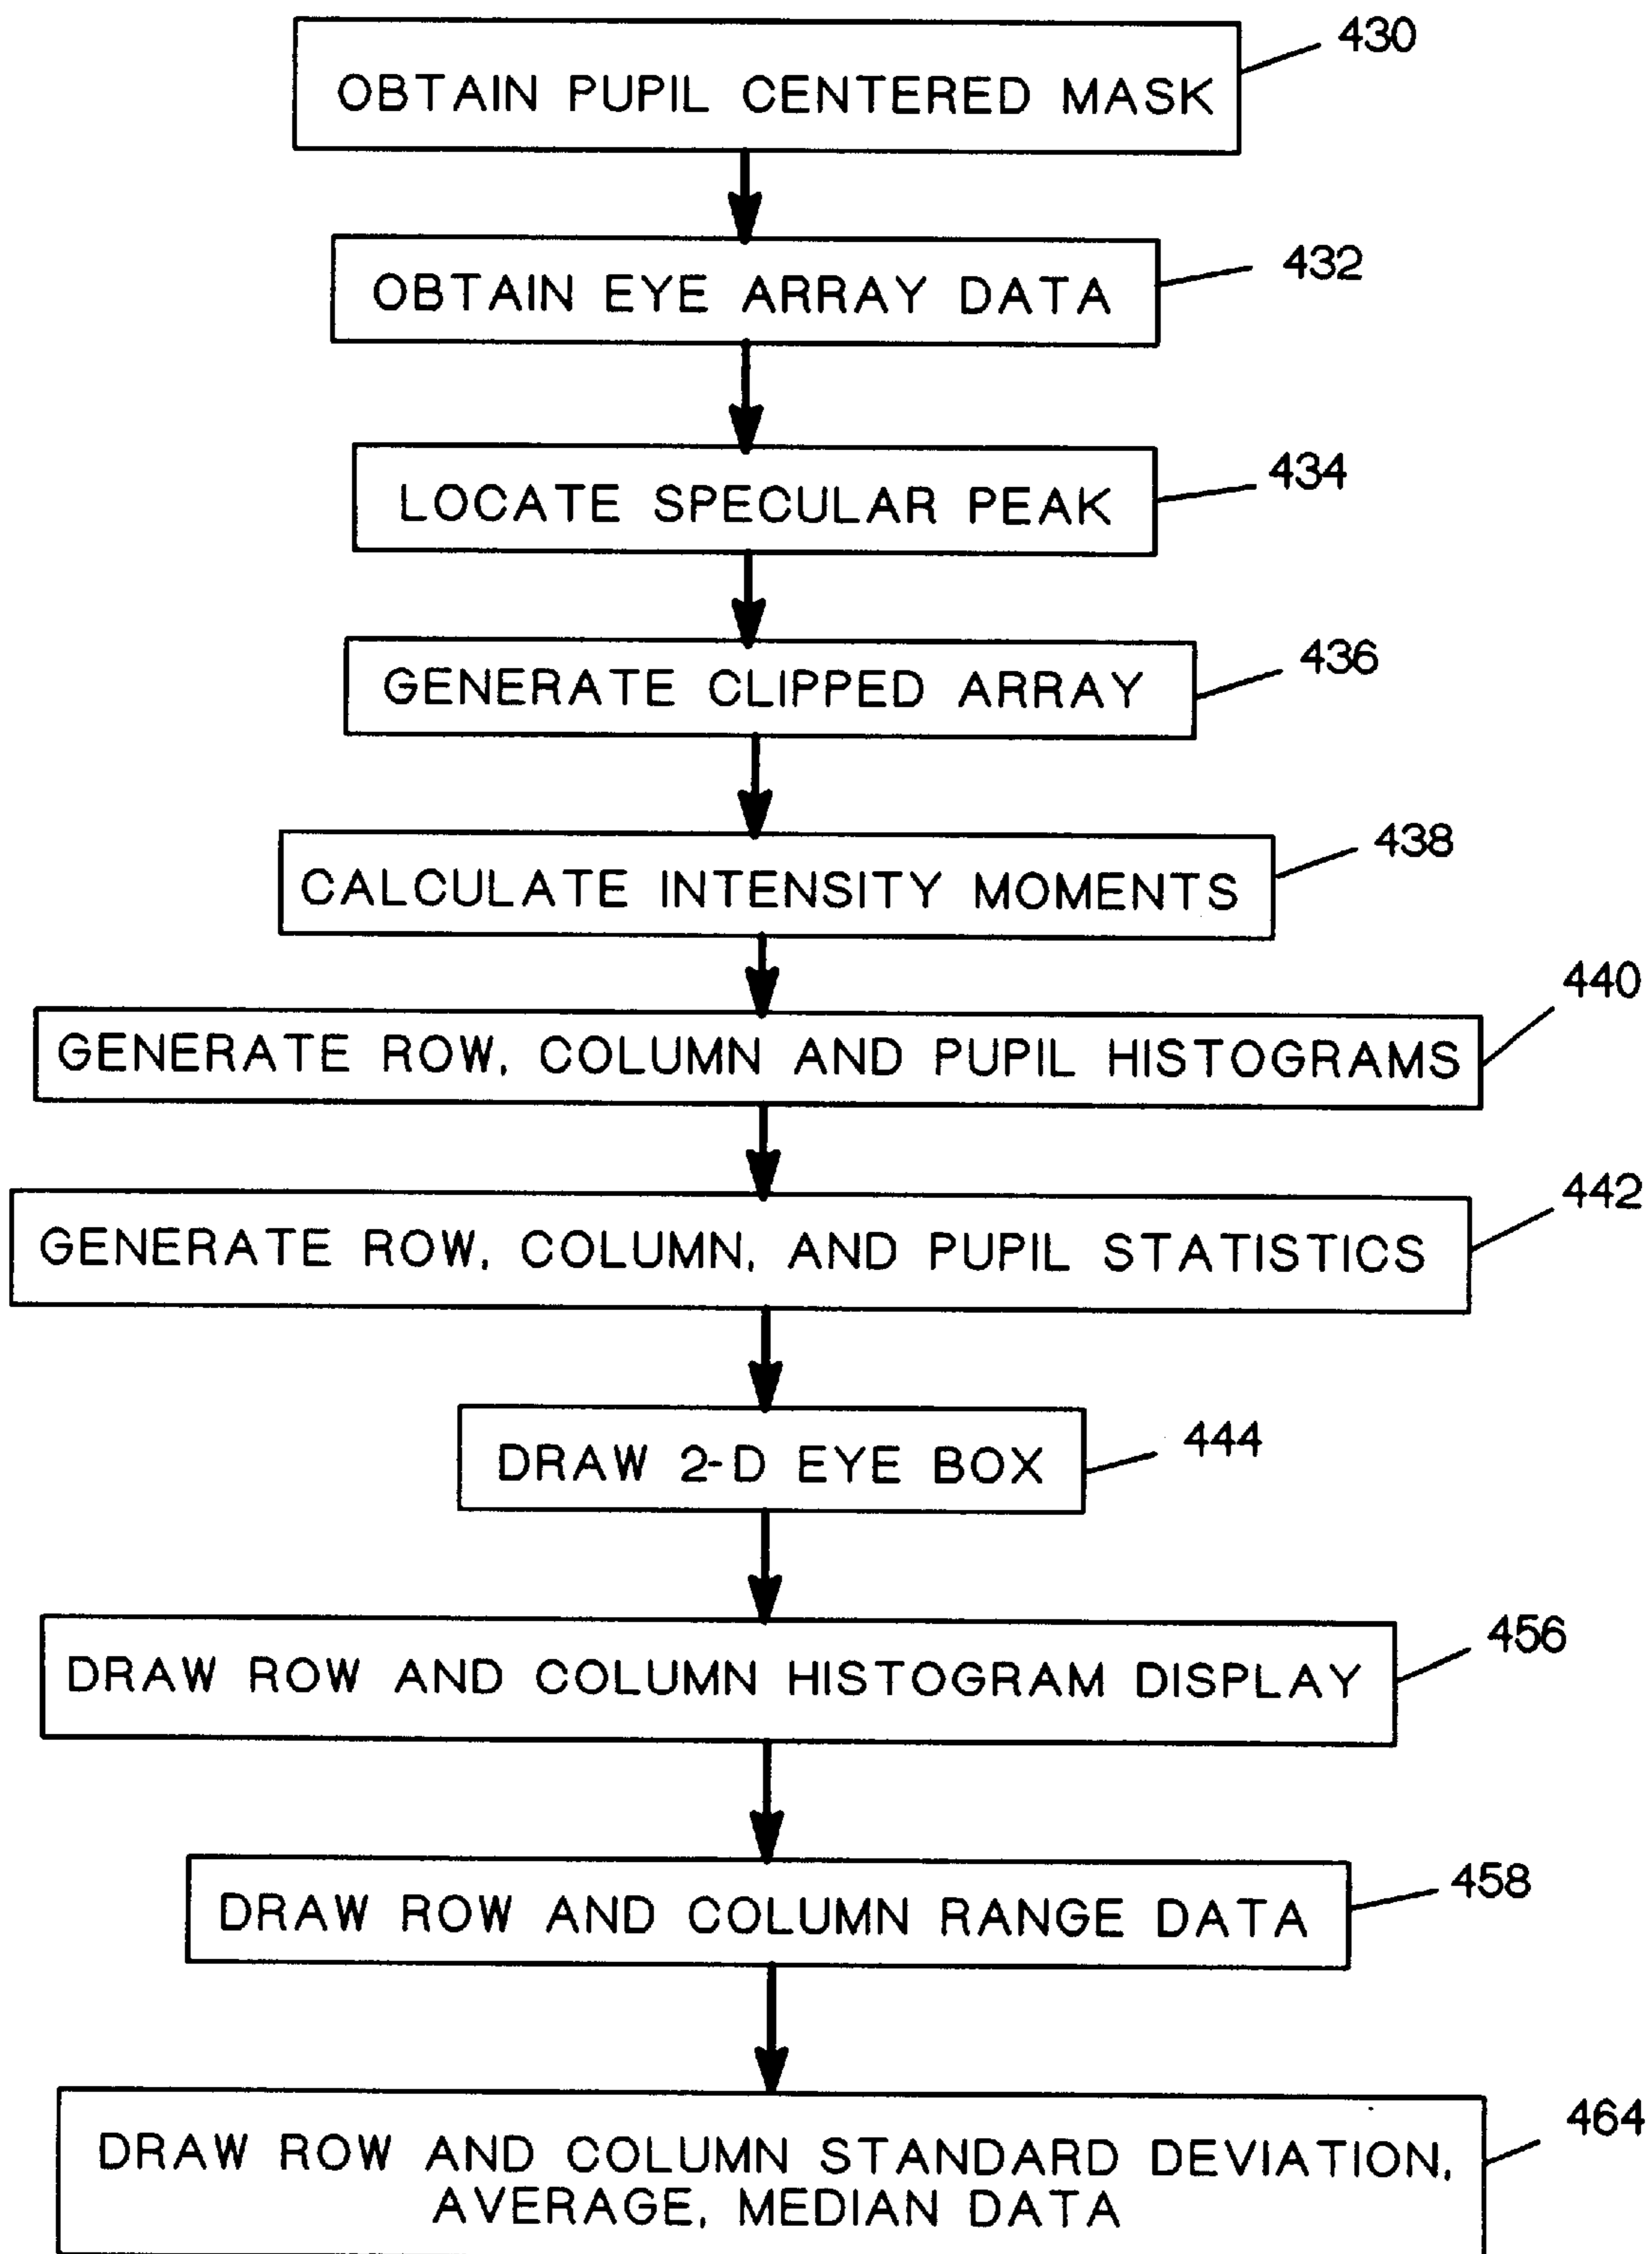 430
OBTAIN PUPIL CENTERED MASK
432
OBTAIN EYE ARRAY DATA
434
LOCATE SPECULAR PEAK
436
GENERATE CLIPPED ARRAY
438
CALCULATE INTENSITY MOMENTS
440
GENERATE ROW, COLUMN AND PUPIL HISTOGRAMS
442
GENERATE ROW, COLUMN, AND PUPIL STATISTICS
444
DRAW 2-D EYE BOX
456
DRAW ROW AND COLUMN HISTOGRAM DISPLAY
458
DRAW ROW AND COLUMN RANGE DATA
464
DRAW ROW AND COLUMN STANDARD DEVIATION,
AVERAGE, MEDIAN DATA